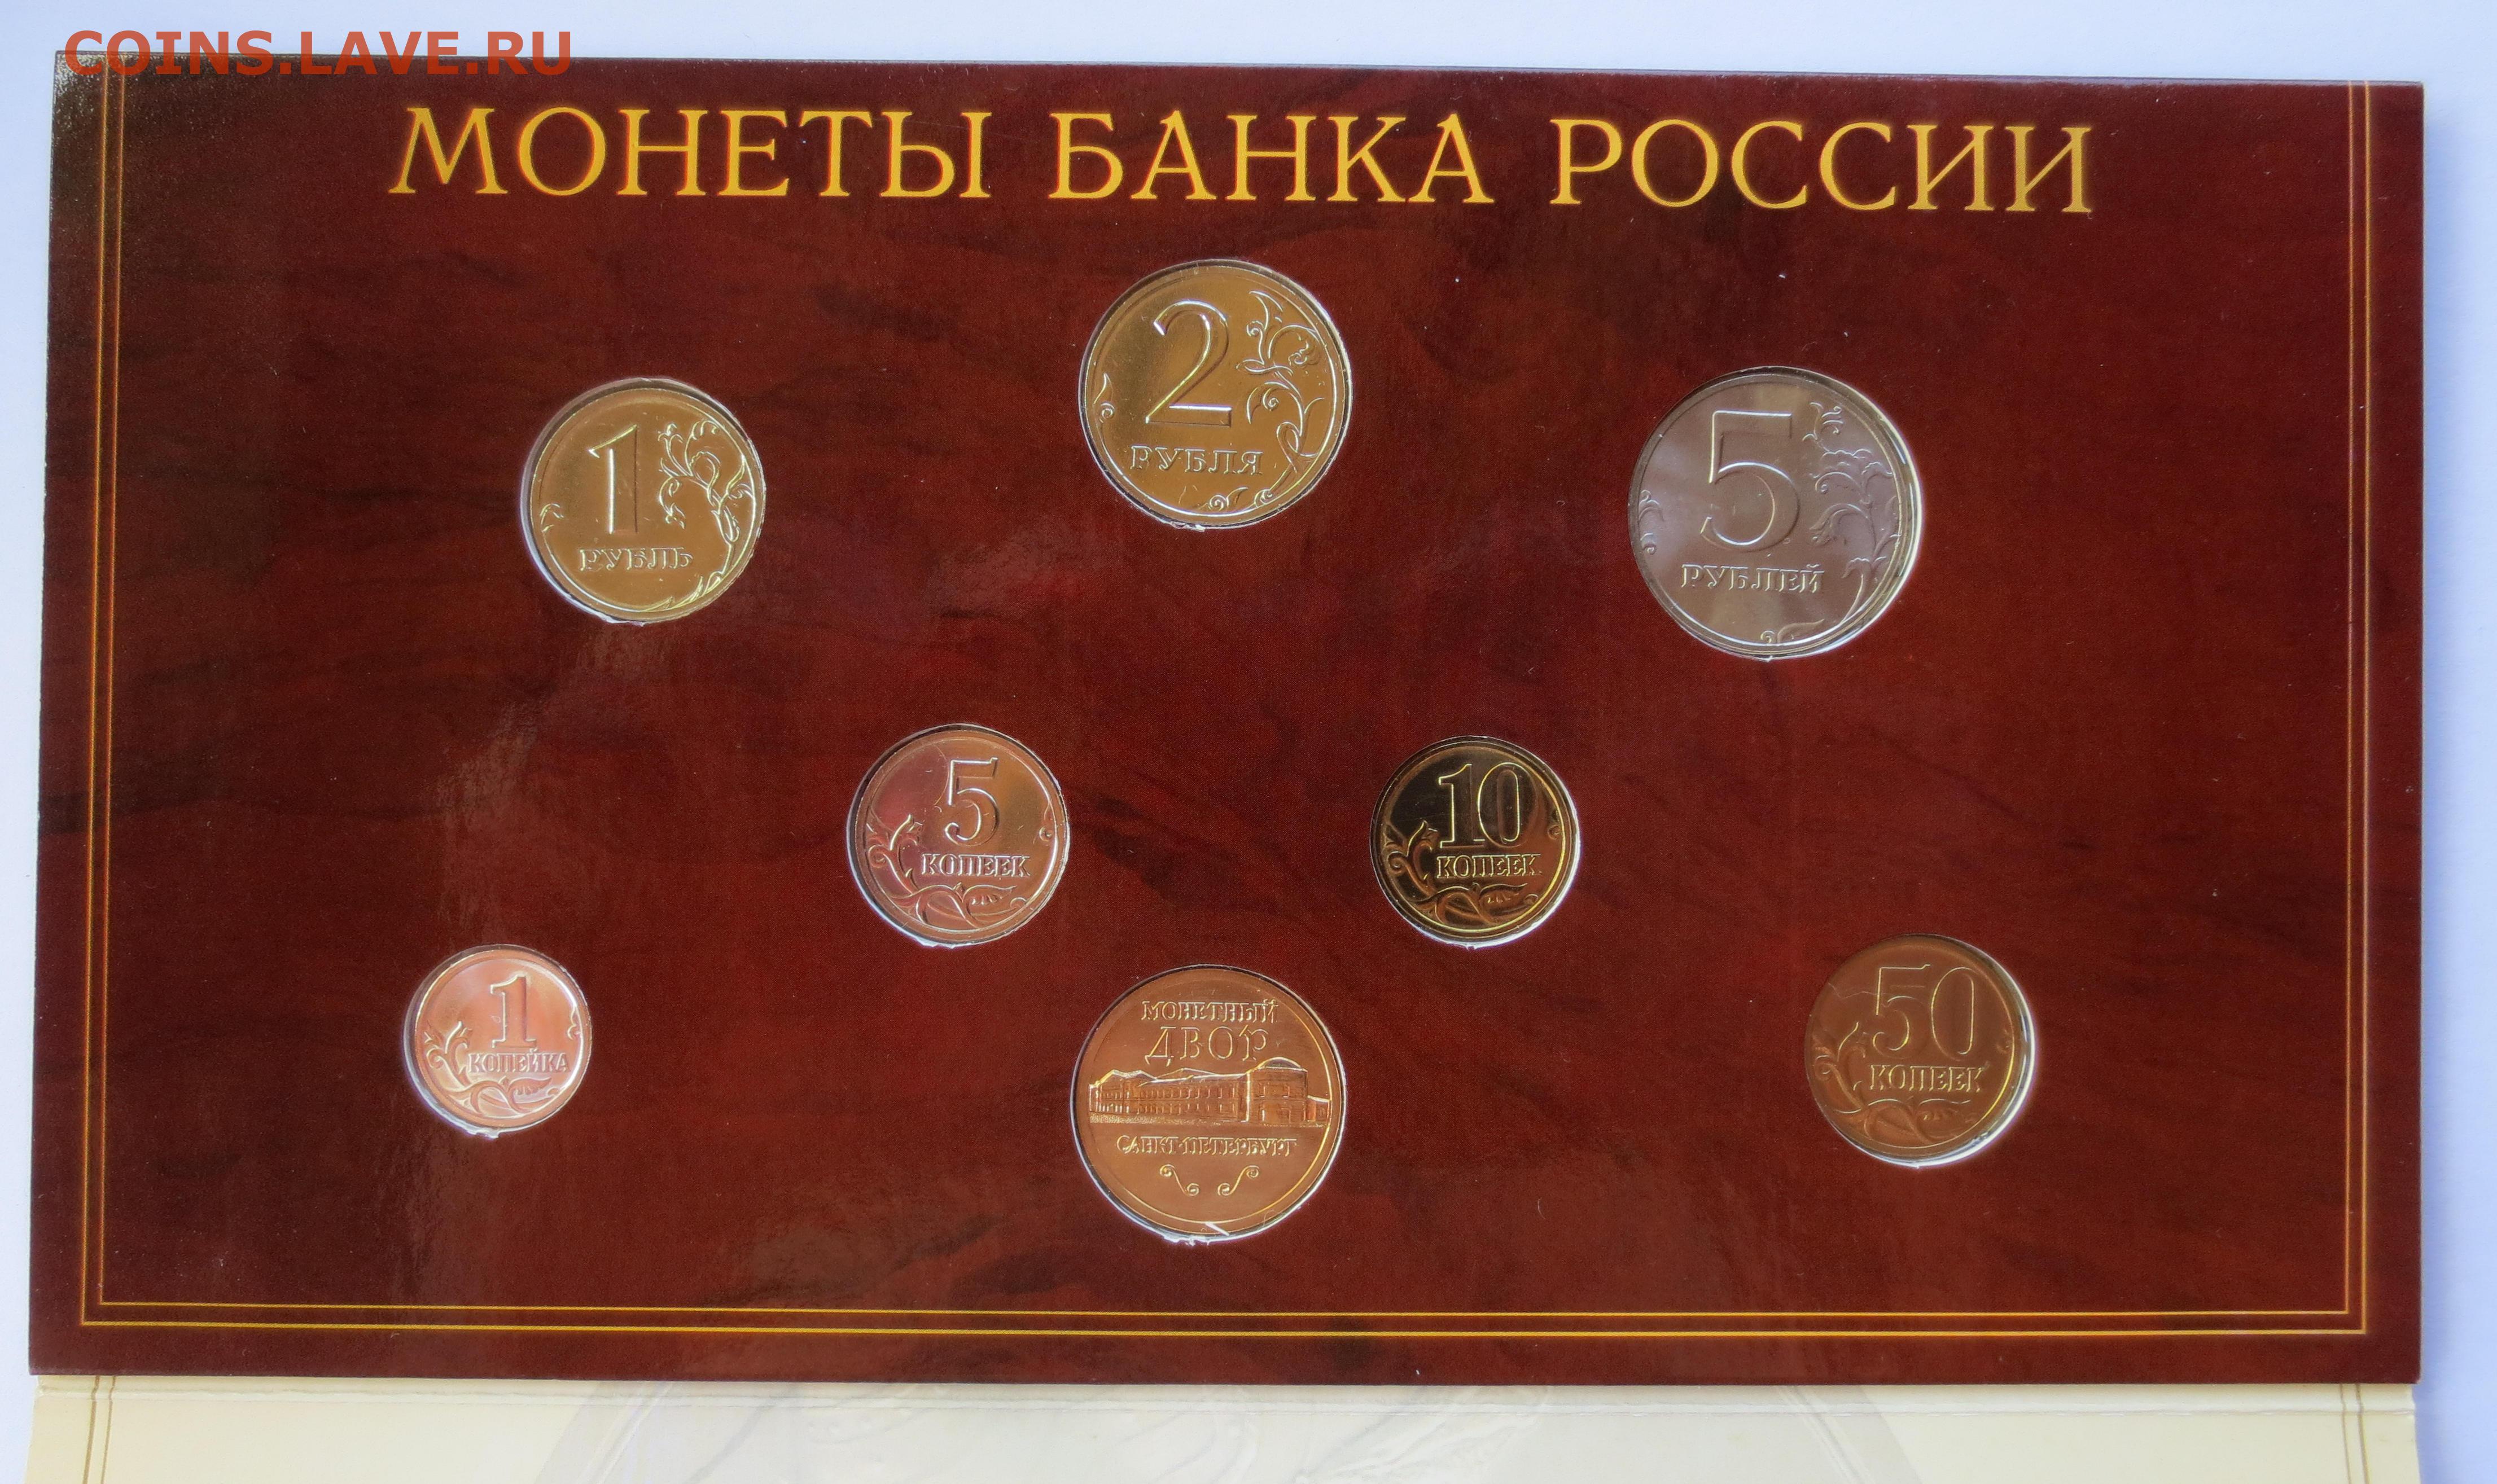 COINS.LAVE.RU
МОНЕТЫ БАНКА РОССИИ
1
РУБЛЬ
2
РУБЛЯ
5
РУБЛЕЙ
5
КОПЕЕК
10
КОПЕЕК
1
КОПЕЙКА
МОНЕТНЫЙ
ДВОР
САНКТ-ПЕТЕРБУРГ
50
КОПЕЕК